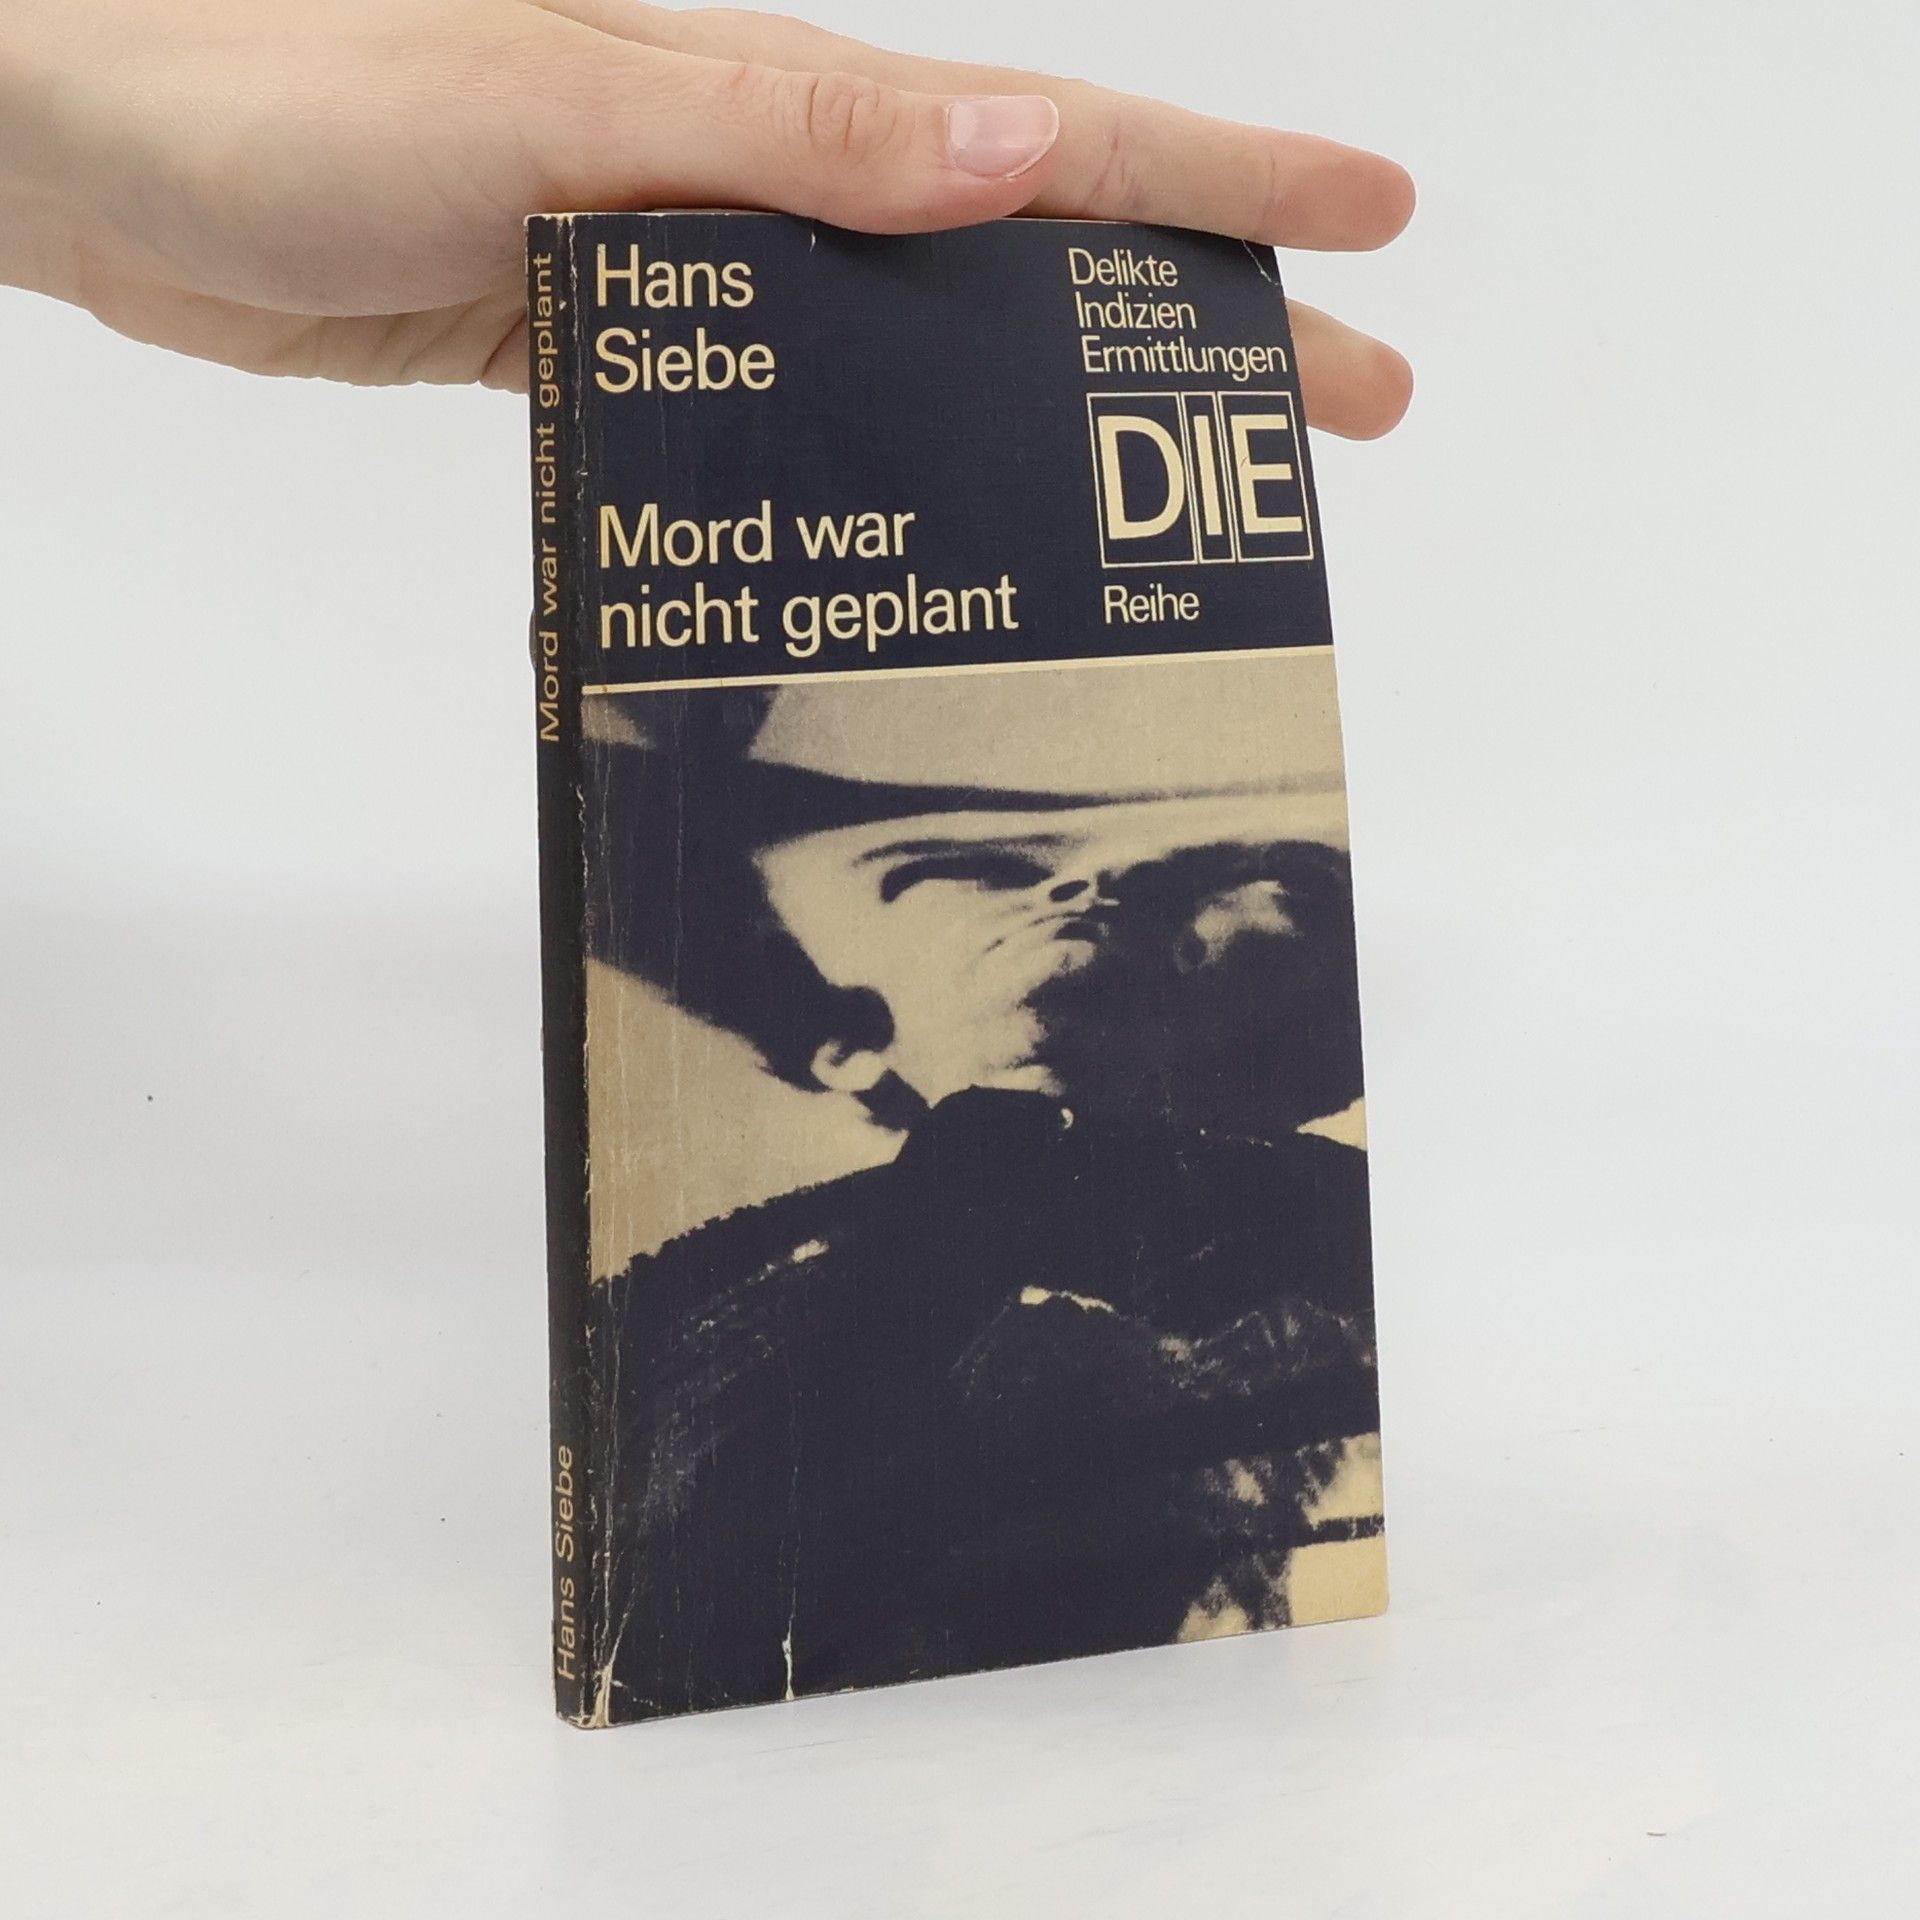 Hans
Siebe
Mord war
nicht geplant
Delikte
Indizien
Ermittlungen
DIE
Reihe
Mord war nicht geplant
Hans Siebe